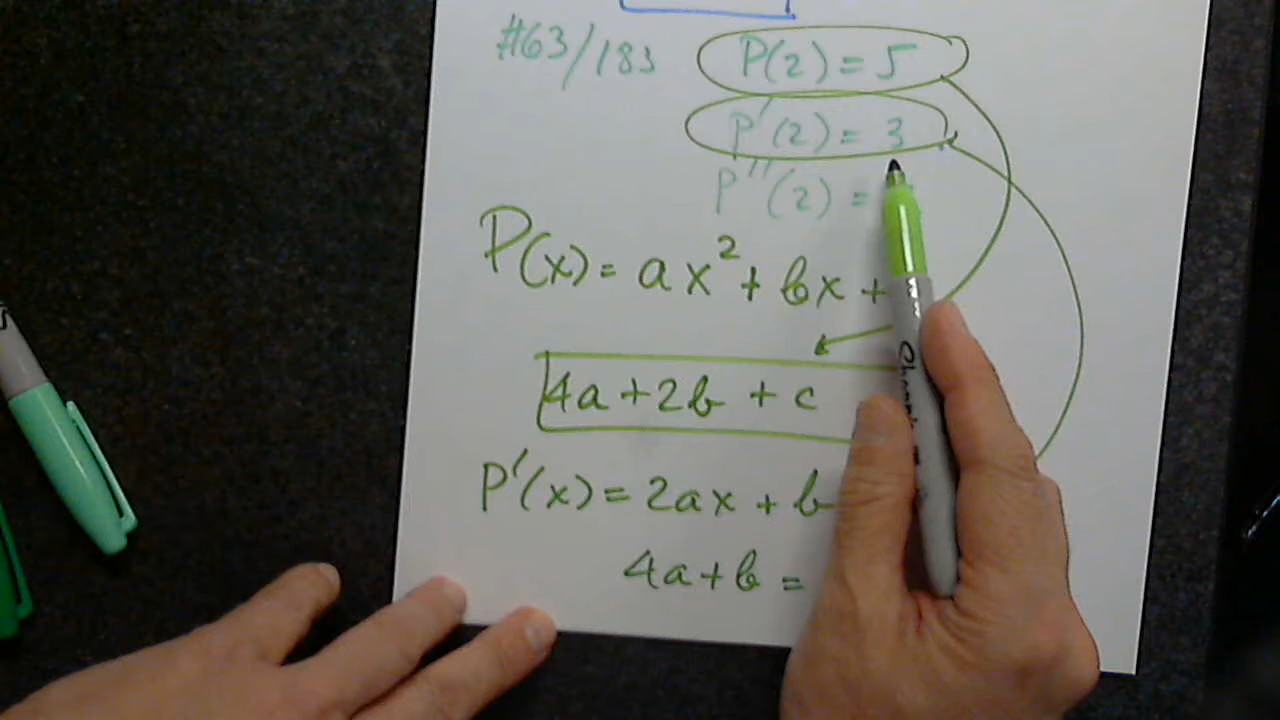 #63/183 P(2) = 5
P'(2) = 3
P''(2) =
P(x) = ax² + bx +
4a + 2b + c
P'(x) = 2ax + b
4a + b =